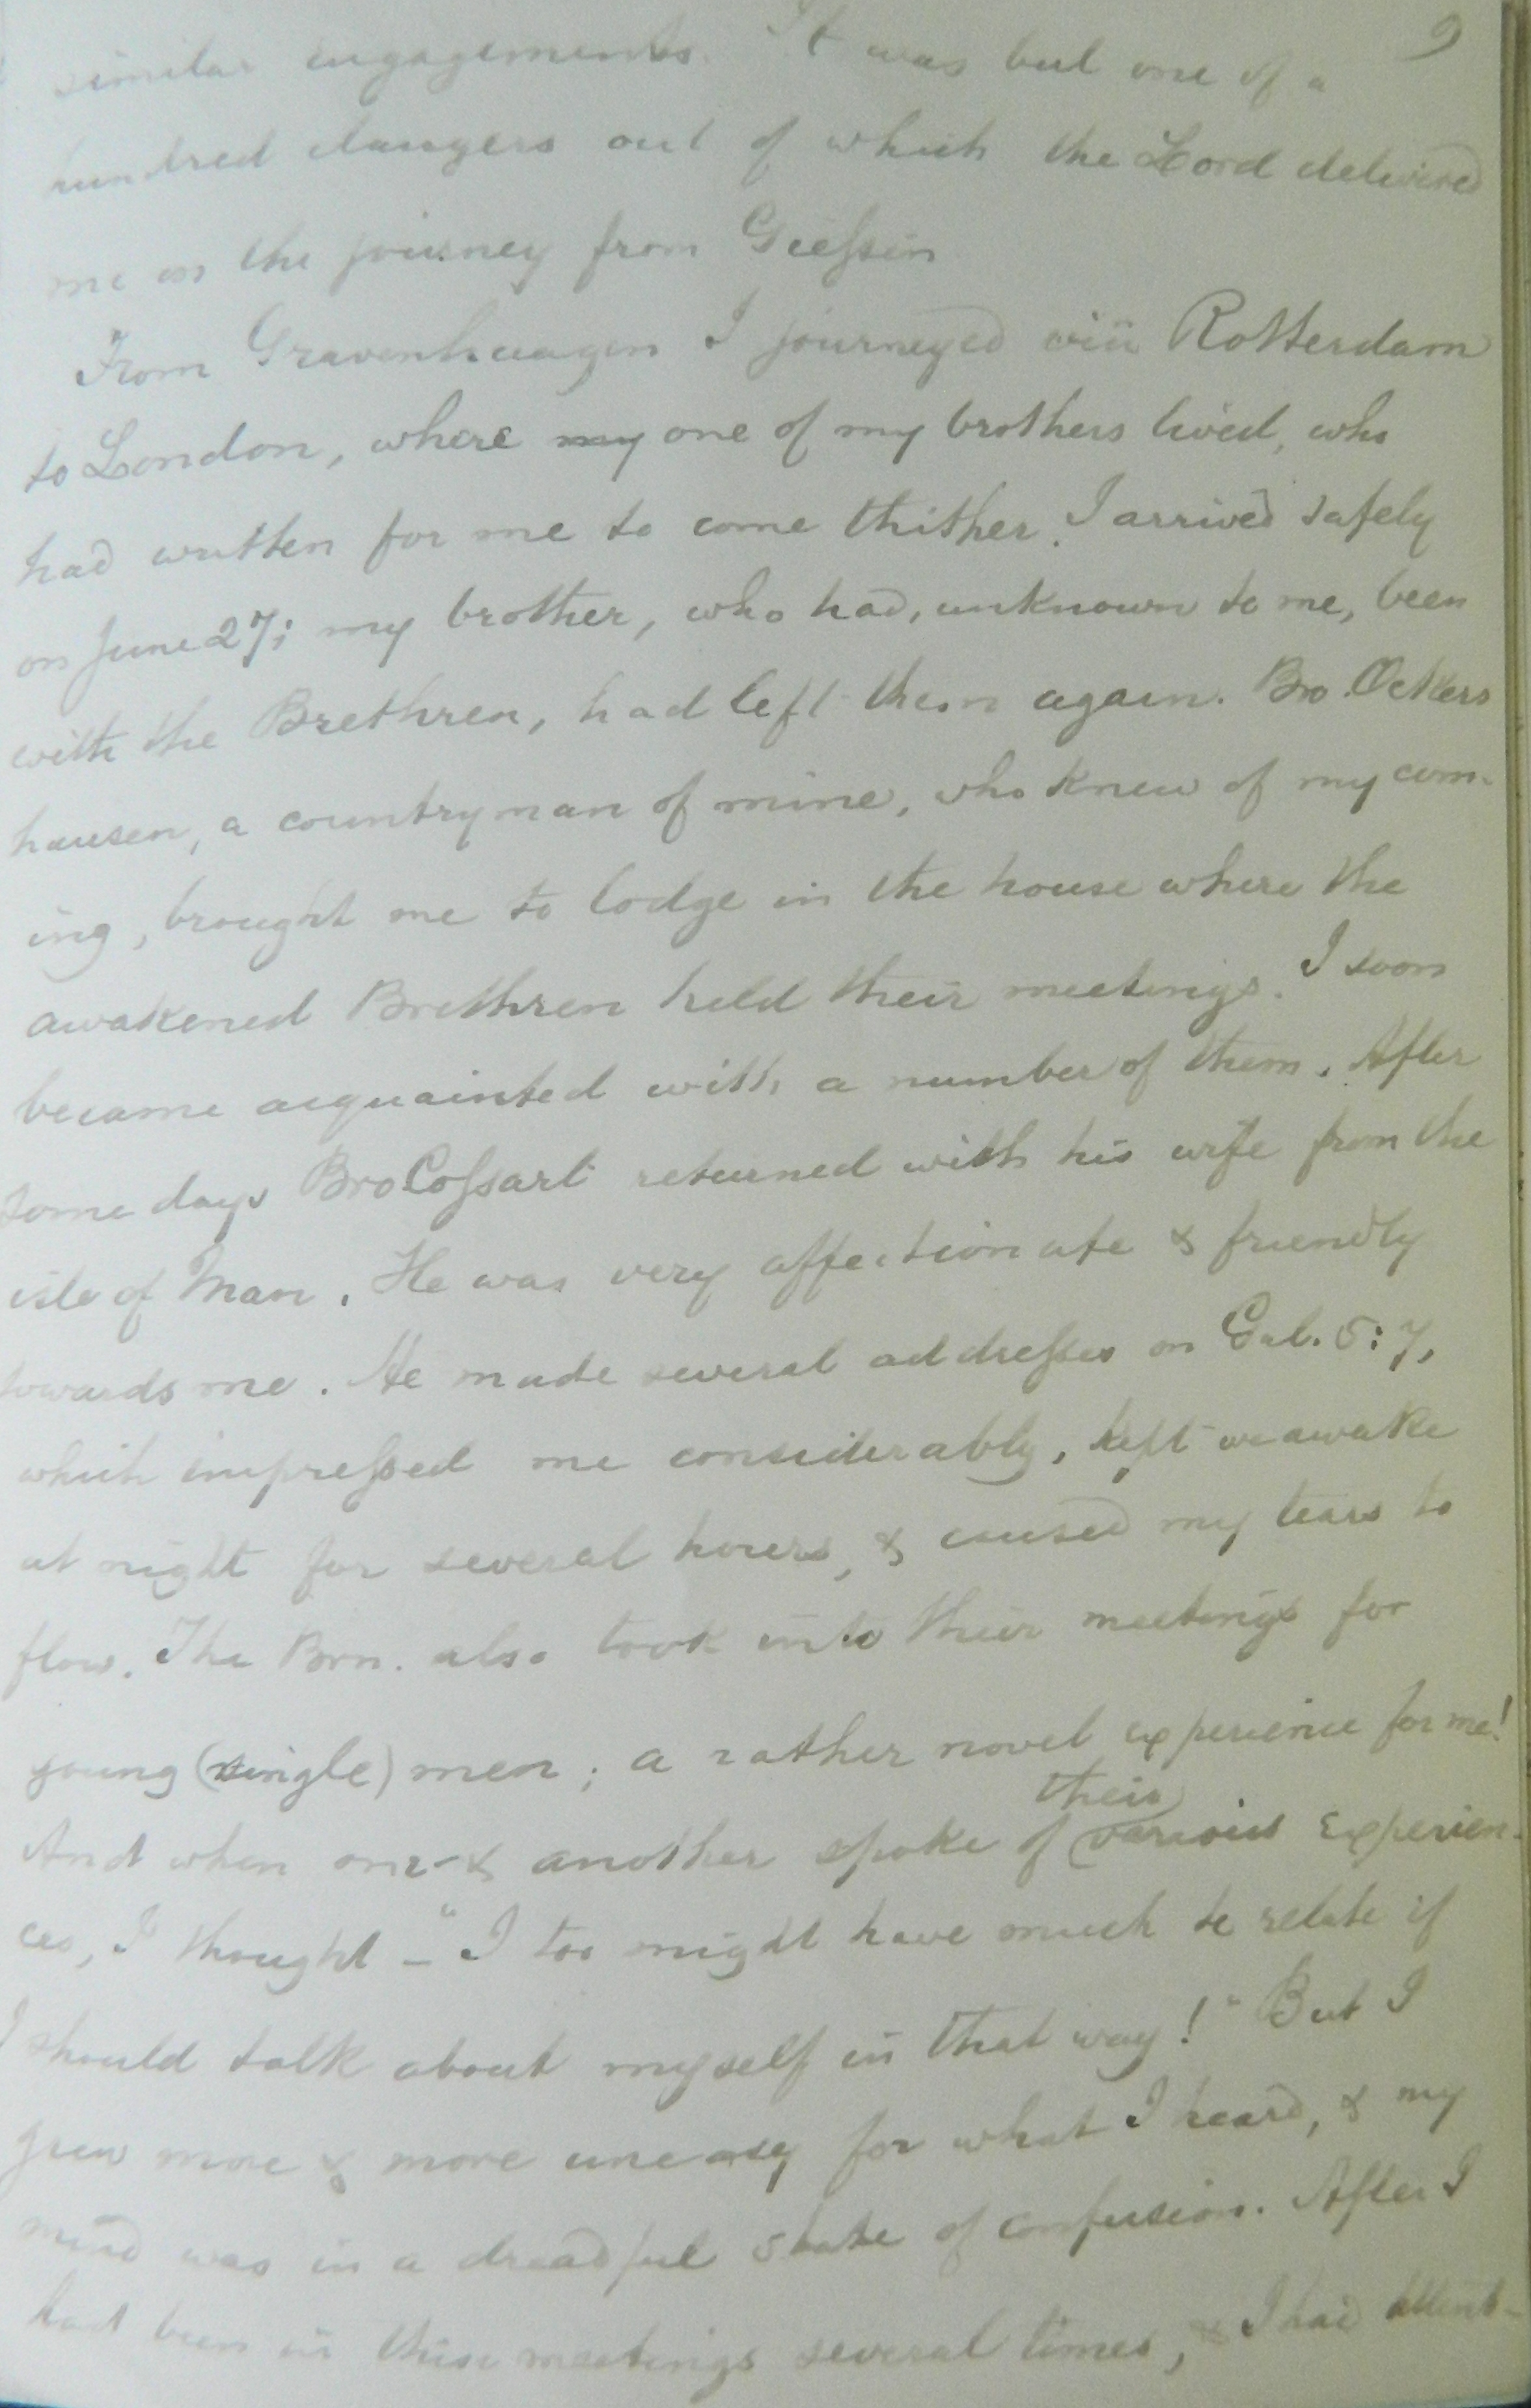 9
similar engagements. It was but one of a
hundred dangers out of which the Lord delivered
me on the journey from Giessen
From Gravenhaagen I journeyed via Rotterdam
to London, where my one of my brothers lived, who
had written for me to come thither. I arrived safely
on June 27; my brother, who had, unknown to me, been
with the Brethren, had left them again. Bro. Ockers
hausen, a countryman of mine, who knew of my com-
ing, brought me to lodge in the house where the
awakened Brethren held their meetings. I soon
became acquainted with a number of them. After
some days Bro Cossart returned with his wife from the
isle of Man. He was very affectionate & friendly
towards me. He made several addresses on Gal. 5:7,
which impressed me considerably, kept me awake
at night for several hours, & caused my tears to
flow. The Brn. also took into their meetings for
young (single) men; a rather novel experience for me!
their
And when one & another spoke of various experien-
ces, I thought – "I too might have much to relate if
I should talk about myself in that way!" But I
grew more & more uneasy for what I heard, & my
mind was in a dreadful state of confusion. After I
had been in these meetings several times, & I had